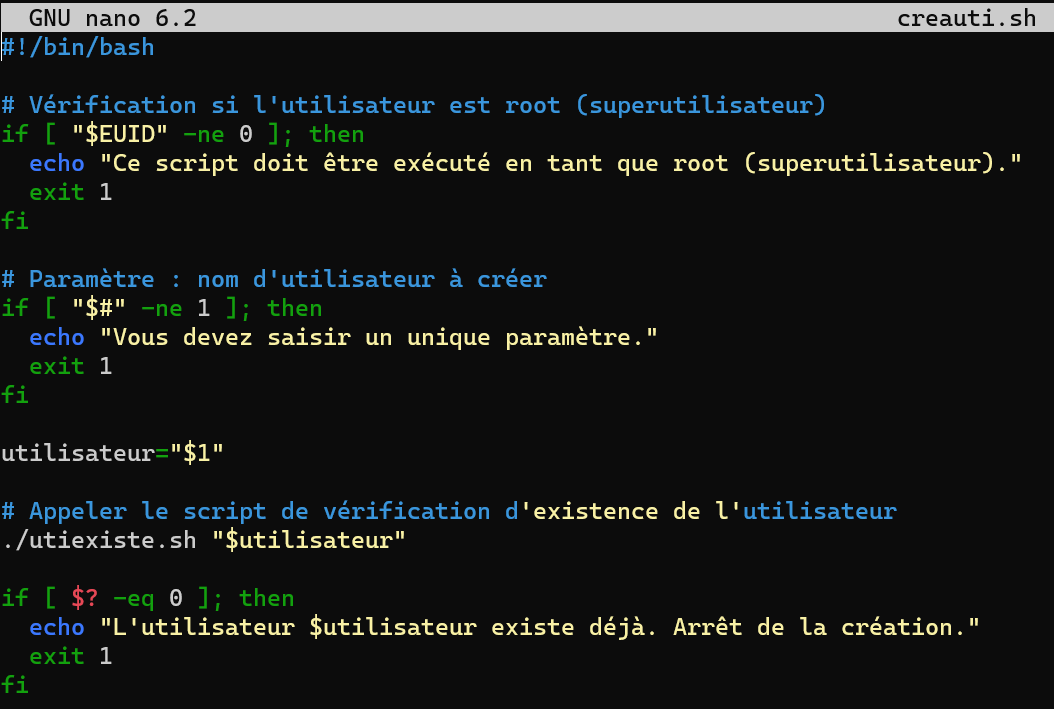 GNU nano 6.2 creauti.sh
#!/bin/bash
# Vérification si l'utilisateur est root (superutilisateur)
if [ "$EUID" -ne 0 ]; then
  echo "Ce script doit être exécuté en tant que root (superutilisateur)."
  exit 1
fi
# Paramètre : nom d'utilisateur à créer
if [ "$#" -ne 1 ]; then
  echo "Vous devez saisir un unique paramètre."
  exit 1
fi
utilisateur="$1"
# Appeler le script de vérification d'existence de l'utilisateur
./utiexiste.sh "$utilisateur"
if [ $? -eq 0 ]; then
  echo "L'utilisateur $utilisateur existe déjà. Arrêt de la création."
  exit 1
fi